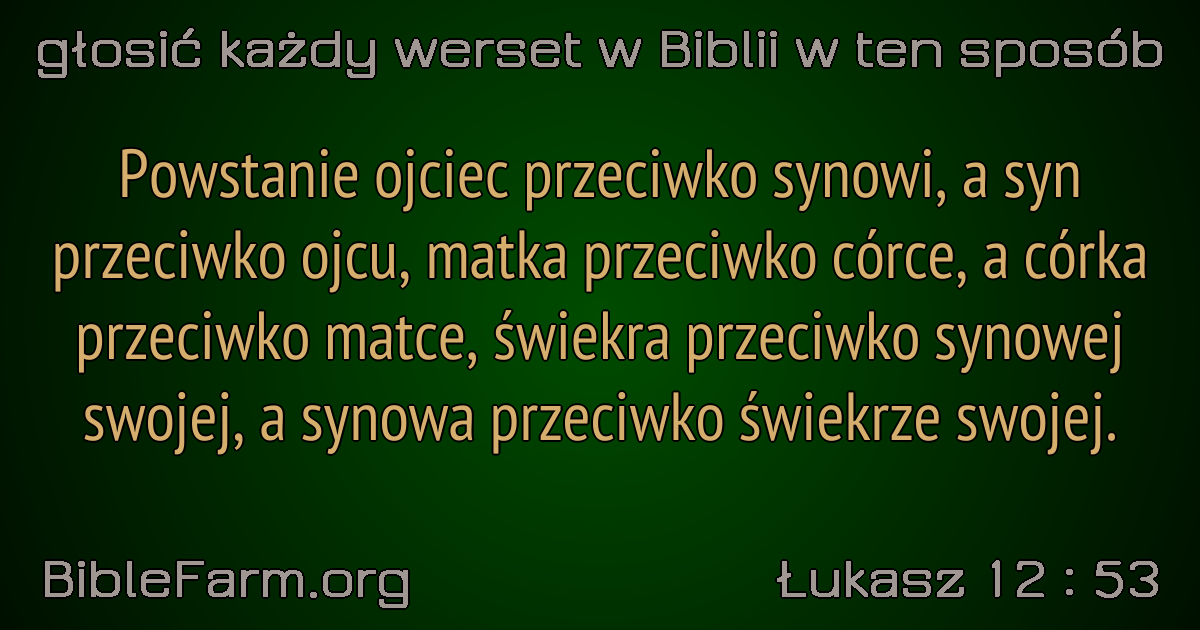 głosić każdy werset w Biblii w ten sposób
Powstanie ojciec przeciwko synowi, a syn
przeciwko ojcu, matka przeciwko córce, a córka
przeciwko matce, świekra przeciwko synowej
swojej, a synowa przeciwko świekrze swojej.
BibleFarm.org
Łukasz 12 : 53